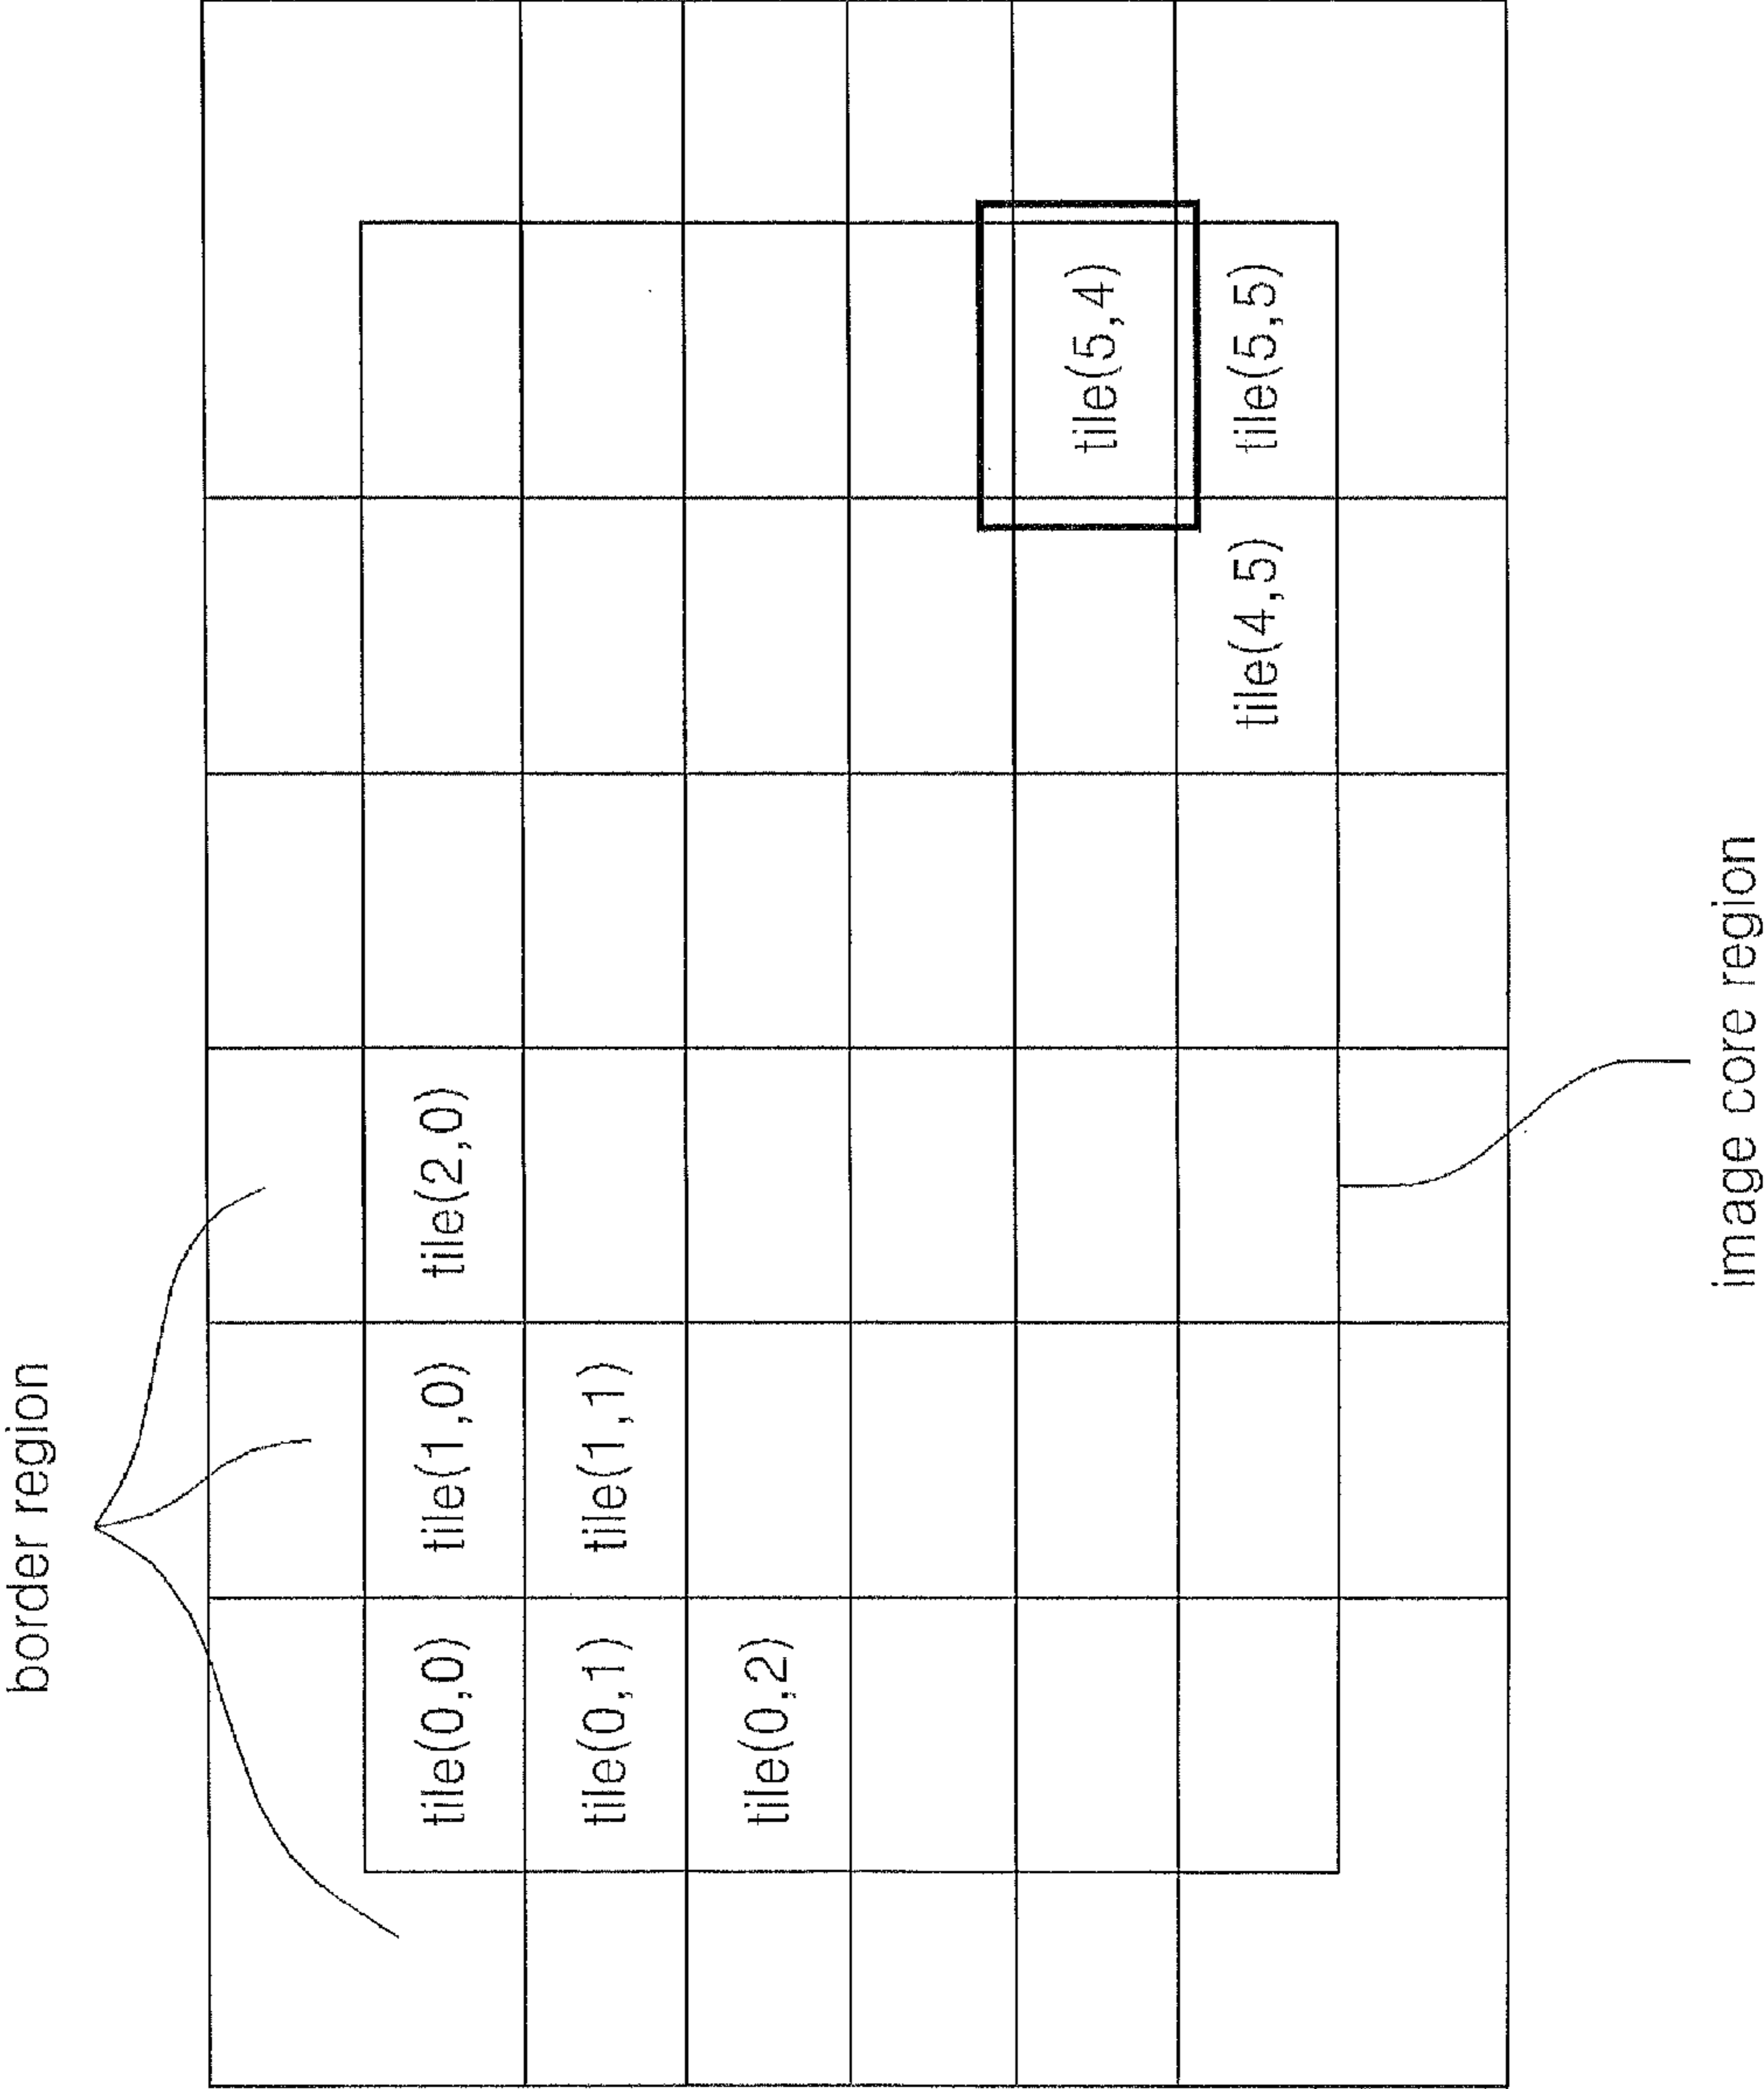 border region
tile(0,0) tile(1,0) tile(2,0)
tile(0,1) tile(1,1)
tile(0,2)
tile(5,4)
tile(4,5) tile(5,5)
image core region